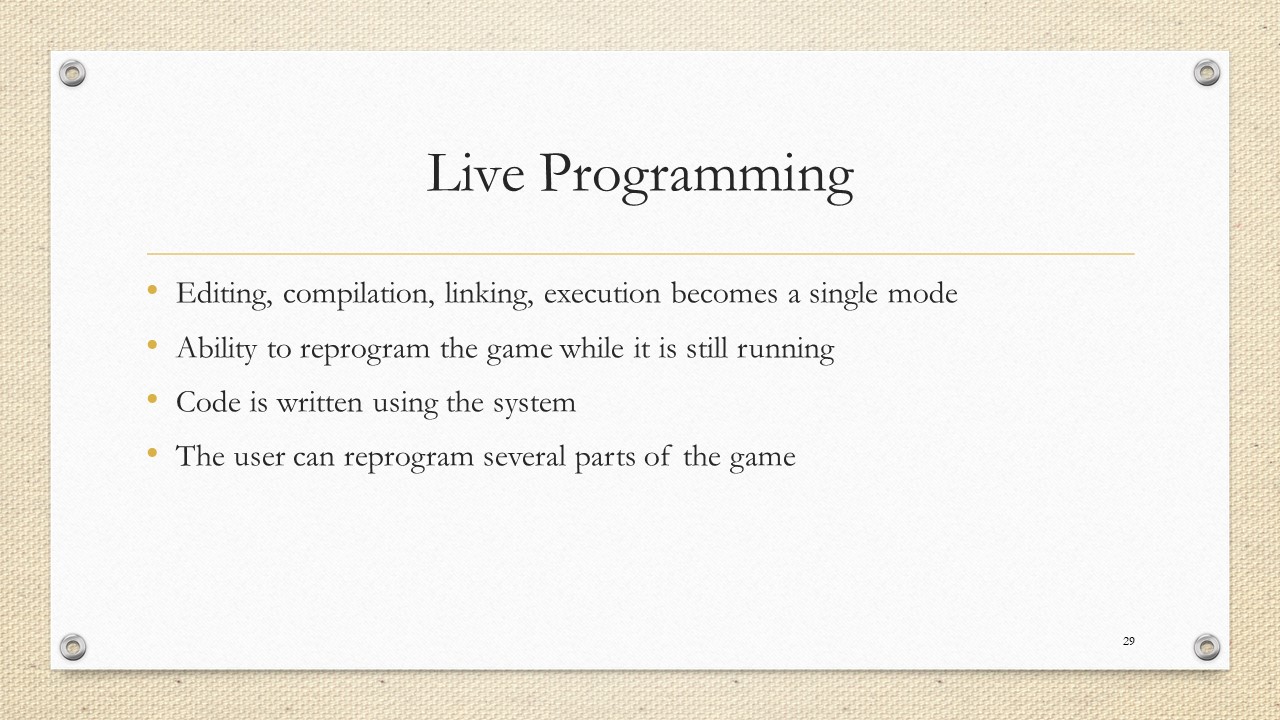 Live Programming
• Editing, compilation, linking, execution becomes a single mode
• Ability to reprogram the game while it is still running
• Code is written using the system
• The user can reprogram several parts of the game
29